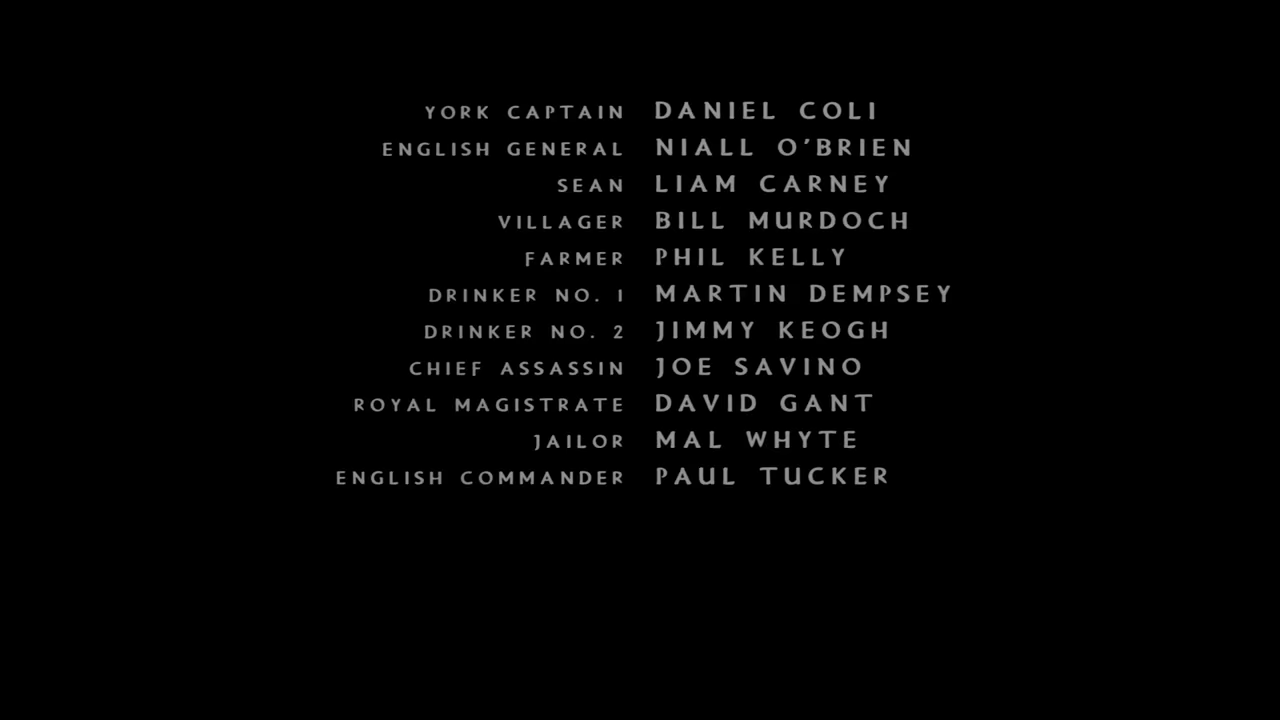 YORK CAPTAIN DANIEL COLI
ENGLISH GENERAL NIALL O'BRIEN
SEAN LIAM CARNEY
VILLAGER BILL MURDOCH
FARMER PHIL KELLY
DRINKER NO. 1 MARTIN DEMPSEY
DRINKER NO. 2 JIMMY KEOGH
CHIEF ASSASSIN JOE SAVINO
ROYAL MAGISTRATE DAVID GANT
JAILOR MAL WHYTE
ENGLISH COMMANDER PAUL TUCKER